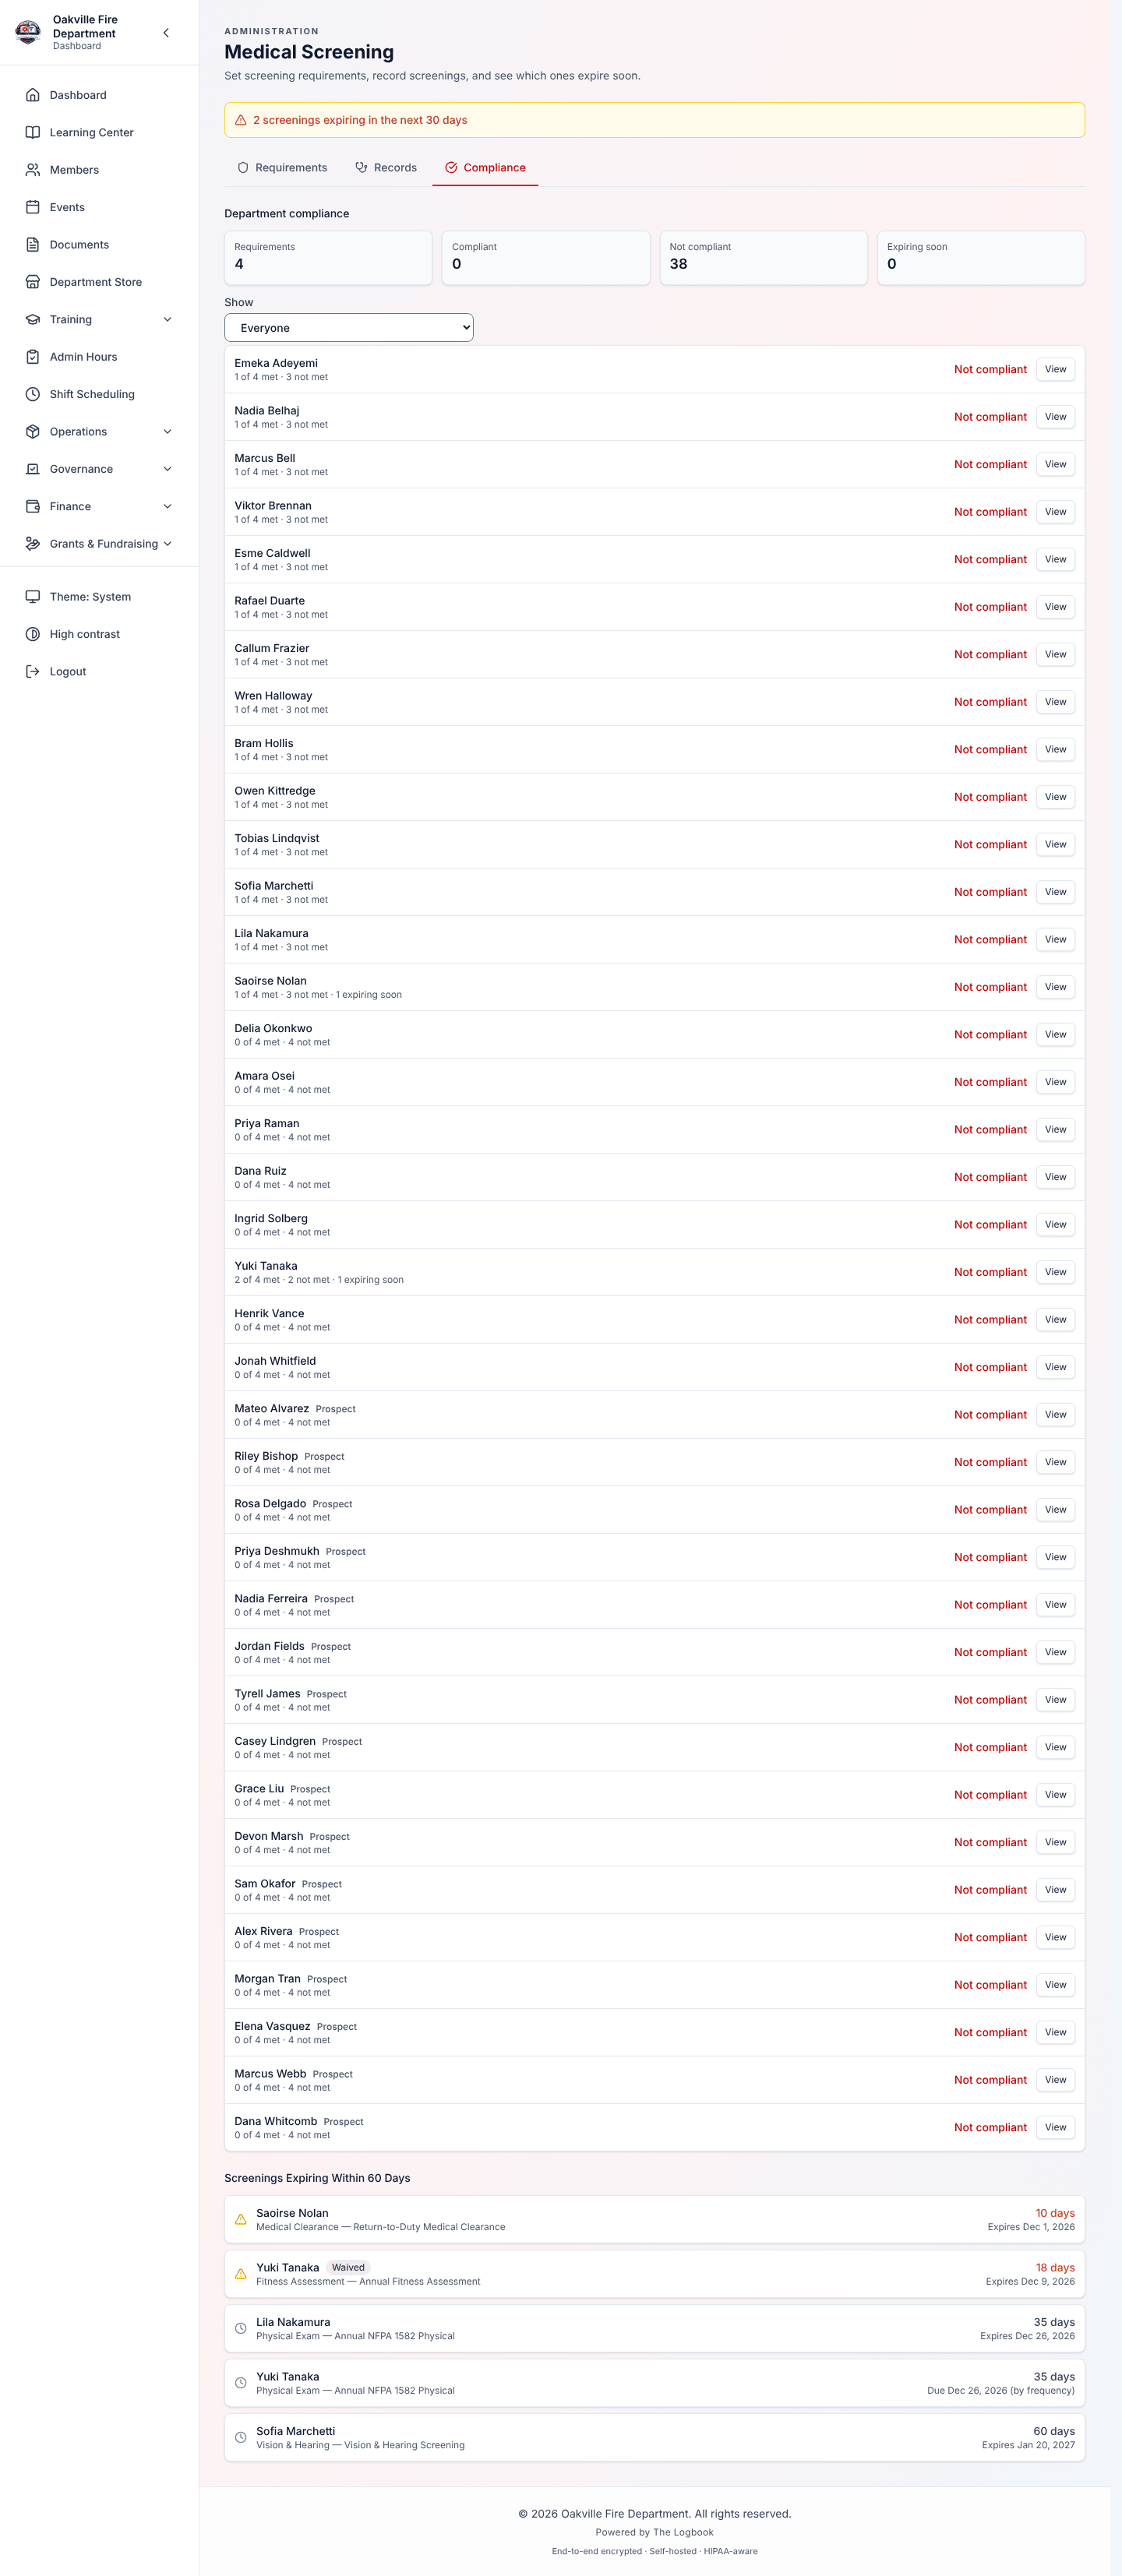 Oakville Fire
Department
Dashboard
Dashboard
Learning Center
Members
Events
Documents
Department Store
Training
Admin Hours
Shift Scheduling
Operations
Governance
Finance
Grants & Fundraising
Theme: System
High contrast
Logout
ADMINISTRATION
Medical Screening
Set screening requirements, record screenings, and see which ones expire soon.
2 screenings expiring in the next 30 days
Requirements Records Compliance
Department compliance
Requirements
4
Compliant
0
Not compliant
38
Expiring soon
0
Show
Everyone
Emeka Adeyemi
1 of 4 met · 3 not met
Not compliant View
Nadia Belhaj
1 of 4 met · 3 not met
Not compliant View
Marcus Bell
1 of 4 met · 3 not met
Not compliant View
Viktor Brennan
1 of 4 met · 3 not met
Not compliant View
Esme Caldwell
1 of 4 met · 3 not met
Not compliant View
Rafael Duarte
1 of 4 met · 3 not met
Not compliant View
Callum Frazier
1 of 4 met · 3 not met
Not compliant View
Wren Halloway
1 of 4 met · 3 not met
Not compliant View
Bram Hollis
1 of 4 met · 3 not met
Not compliant View
Owen Kittredge
1 of 4 met · 3 not met
Not compliant View
Tobias Lindqvist
1 of 4 met · 3 not met
Not compliant View
Sofia Marchetti
1 of 4 met · 3 not met
Not compliant View
Lila Nakamura
1 of 4 met · 3 not met
Not compliant View
Saoirse Nolan
1 of 4 met · 3 not met · 1 expiring soon
Not compliant View
Delia Okonkwo
0 of 4 met · 4 not met
Not compliant View
Amara Osei
0 of 4 met · 4 not met
Not compliant View
Priya Raman
0 of 4 met · 4 not met
Not compliant View
Dana Ruiz
0 of 4 met · 4 not met
Not compliant View
Ingrid Solberg
0 of 4 met · 4 not met
Not compliant View
Yuki Tanaka
2 of 4 met · 2 not met · 1 expiring soon
Not compliant View
Henrik Vance
0 of 4 met · 4 not met
Not compliant View
Jonah Whitfield
0 of 4 met · 4 not met
Not compliant View
Mateo Alvarez Prospect
0 of 4 met · 4 not met
Not compliant View
Riley Bishop Prospect
0 of 4 met · 4 not met
Not compliant View
Rosa Delgado Prospect
0 of 4 met · 4 not met
Not compliant View
Priya Deshmukh Prospect
0 of 4 met · 4 not met
Not compliant View
Nadia Ferreira Prospect
0 of 4 met · 4 not met
Not compliant View
Jordan Fields Prospect
0 of 4 met · 4 not met
Not compliant View
Tyrell James Prospect
0 of 4 met · 4 not met
Not compliant View
Casey Lindgren Prospect
0 of 4 met · 4 not met
Not compliant View
Grace Liu Prospect
0 of 4 met · 4 not met
Not compliant View
Devon Marsh Prospect
0 of 4 met · 4 not met
Not compliant View
Sam Okafor Prospect
0 of 4 met · 4 not met
Not compliant View
Alex Rivera Prospect
0 of 4 met · 4 not met
Not compliant View
Morgan Tran Prospect
0 of 4 met · 4 not met
Not compliant View
Elena Vasquez Prospect
0 of 4 met · 4 not met
Not compliant View
Marcus Webb Prospect
0 of 4 met · 4 not met
Not compliant View
Dana Whitcomb Prospect
0 of 4 met · 4 not met
Not compliant View
Screenings Expiring Within 60 Days
Saoirse Nolan 10 days
Medical Clearance — Return-to-Duty Medical Clearance Expires Dec 1, 2026
Yuki Tanaka Waived 18 days
Fitness Assessment — Annual Fitness Assessment Expires Dec 9, 2026
Lila Nakamura 35 days
Physical Exam — Annual NFPA 1582 Physical Expires Dec 26, 2026
Yuki Tanaka 35 days
Physical Exam — Annual NFPA 1582 Physical Due Dec 26, 2026 (by frequency)
Sofia Marchetti 60 days
Vision & Hearing — Vision & Hearing Screening Expires Jan 20, 2027
© 2026 Oakville Fire Department. All rights reserved.
Powered by The Logbook
End-to-end encrypted · Self-hosted · HIPAA-aware